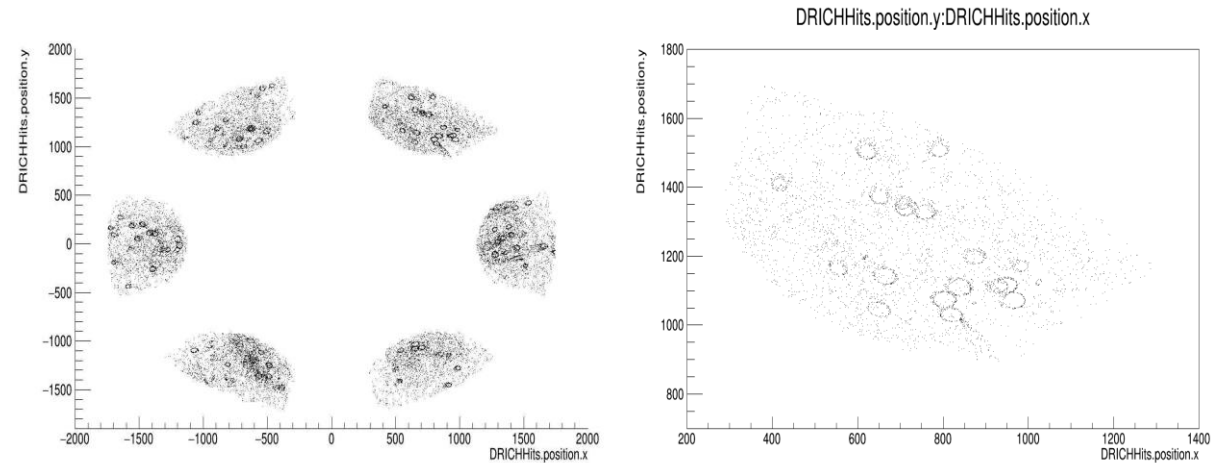 DRICHHits.position.y:DRICHHits.position.x
DRICHHits.position.y
2000
1500
1000
500
0
−500
−1000
−1500
−2000 −1500 −1000 −500 0 500 1000 1500 2000
DRICHHits.position.x
DRICHHits.position.y
1800
1600
1400
1200
1000
800
200 400 600 800 1000 1200 1400
DRICHHits.position.x